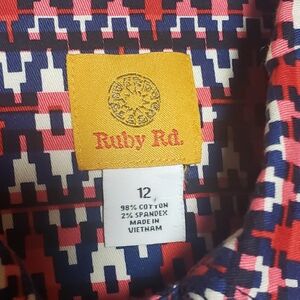 Ruby Rd.
12
98% COTTON
2% SPANDEX
MADE IN
VIETNAM